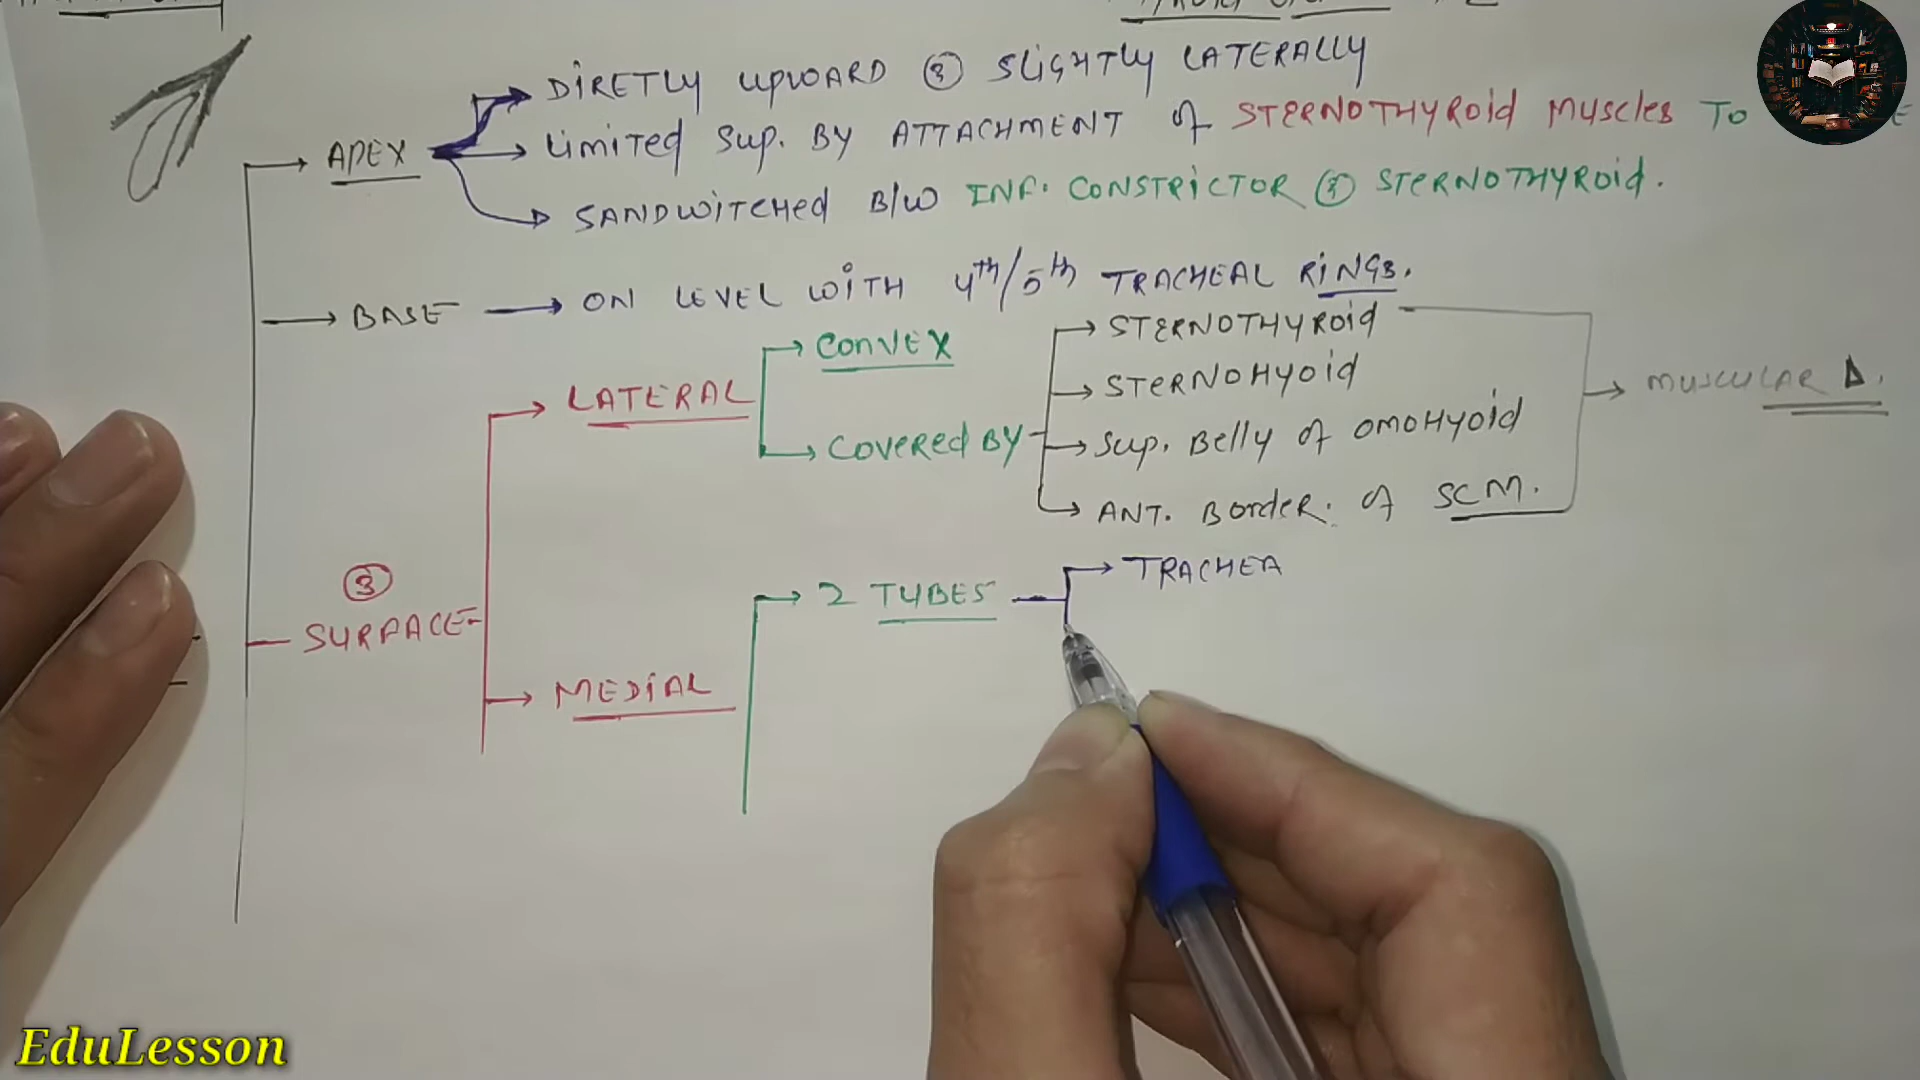 DIRETLY UPWARD & SLIGHTLY LATERALLY
APEX
LIMITED SUP. BY ATTACHMENT OF STERNOTHYROID MUSCLES TO
SANDWITCHED B/W INF. CONSTRICTOR & STERNOTHYROID.
BASE ON LEVEL WITH 4TH/5TH TRACHEAL RINGS.
STERNOTHYROID
CONVEX
STERNOHYOID
MUSCULAR Δ.
LATERAL
COVERED BY
SUP. BELLY OF OMOHYOID
ANT. BORDER. OF SCM.
3
SURFACE
2 TUBES
TRACHEA
MEDIAL
EduLesson